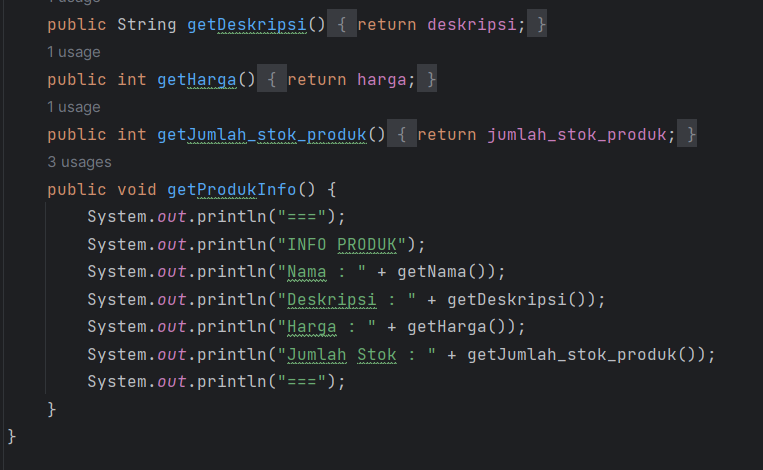 1 usage
public String getDeskripsi() { return deskripsi; }
1 usage
public int getHarga() { return harga; }
1 usage
public int getJumlah_stok_produk() { return jumlah_stok_produk; }
3 usages
public void getProdukInfo() {
System.out.println("===");
System.out.println("INFO PRODUK");
System.out.println("Nama : " + getNama());
System.out.println("Deskripsi : " + getDeskripsi());
System.out.println("Harga : " + getHarga());
System.out.println("Jumlah Stok : " + getJumlah_stok_produk());
System.out.println("===");
}
}